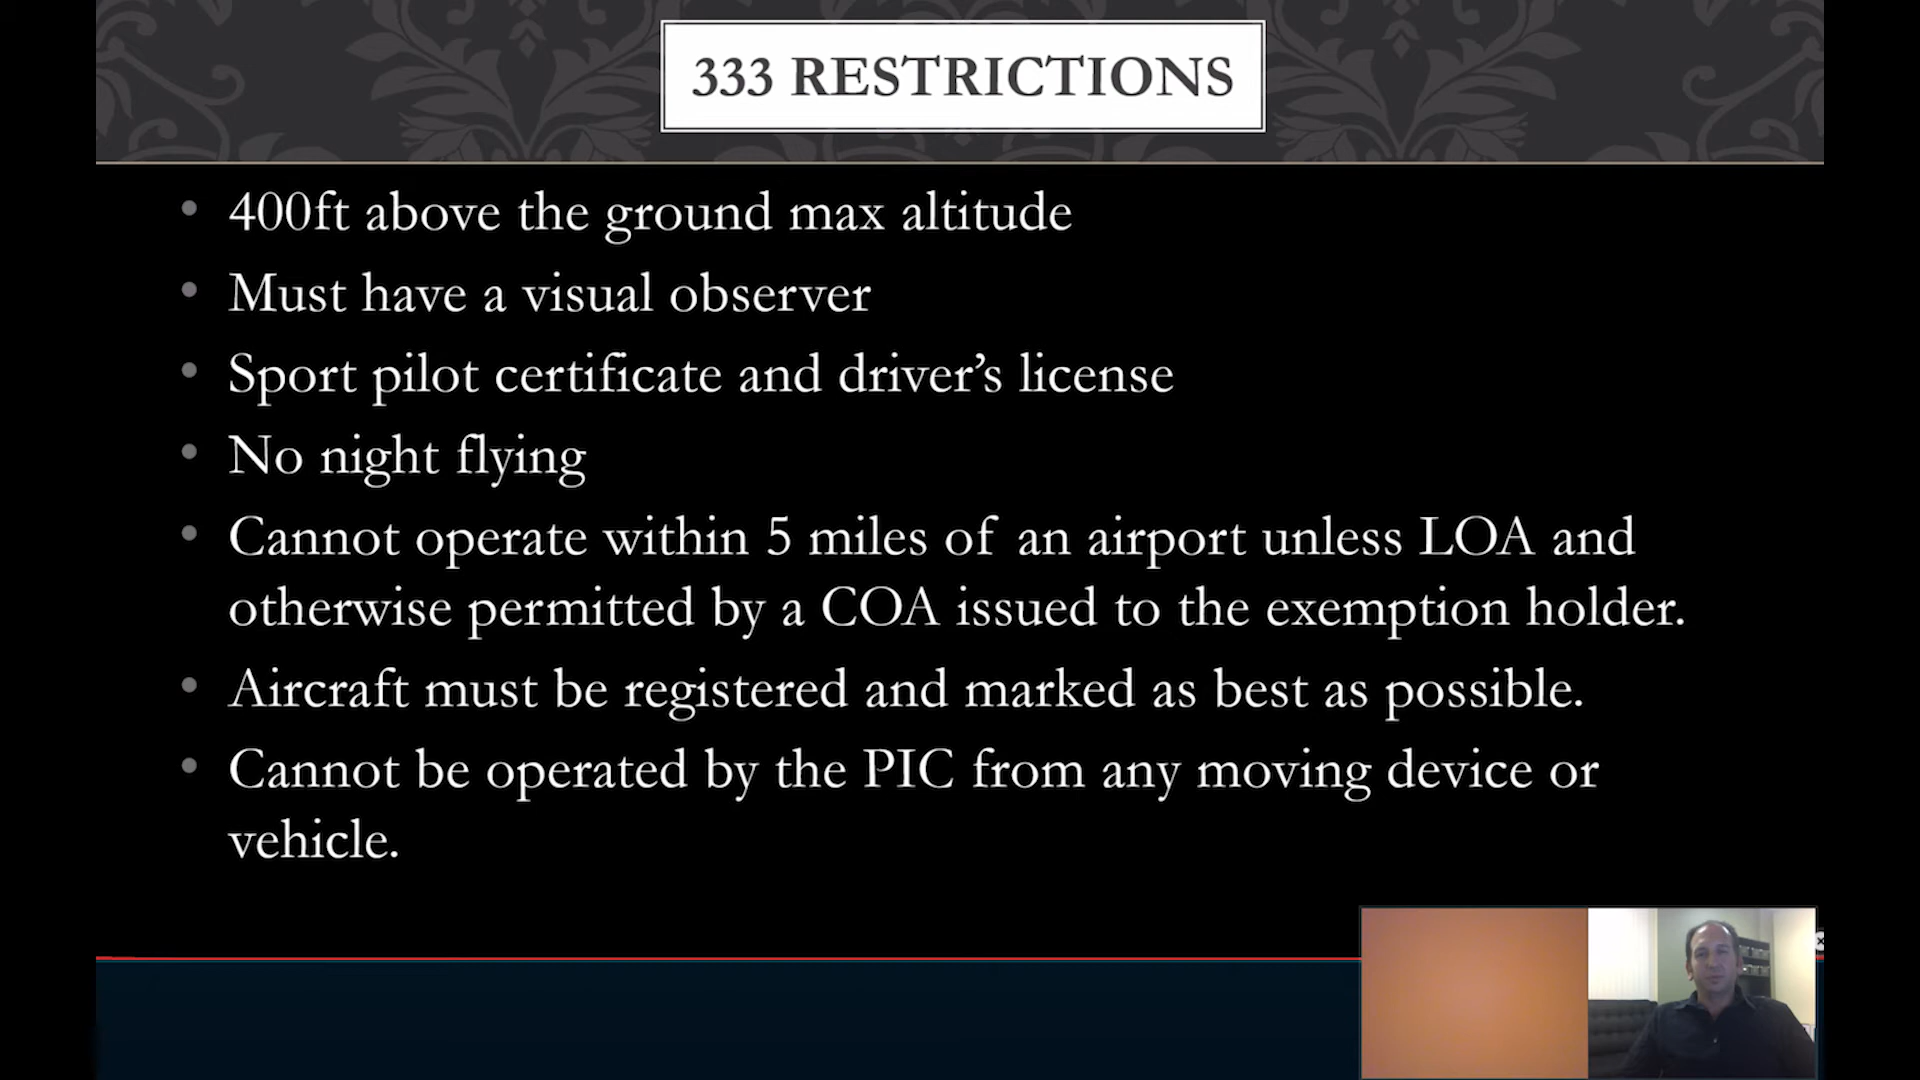 333 RESTRICTIONS
• 400ft above the ground max altitude
• Must have a visual observer
• Sport pilot certificate and driver’s license
• No night flying
• Cannot operate within 5 miles of an airport unless LOA and
otherwise permitted by a COA issued to the exemption holder.
• Aircraft must be registered and marked as best as possible.
• Cannot be operated by the PIC from any moving device or
vehicle.